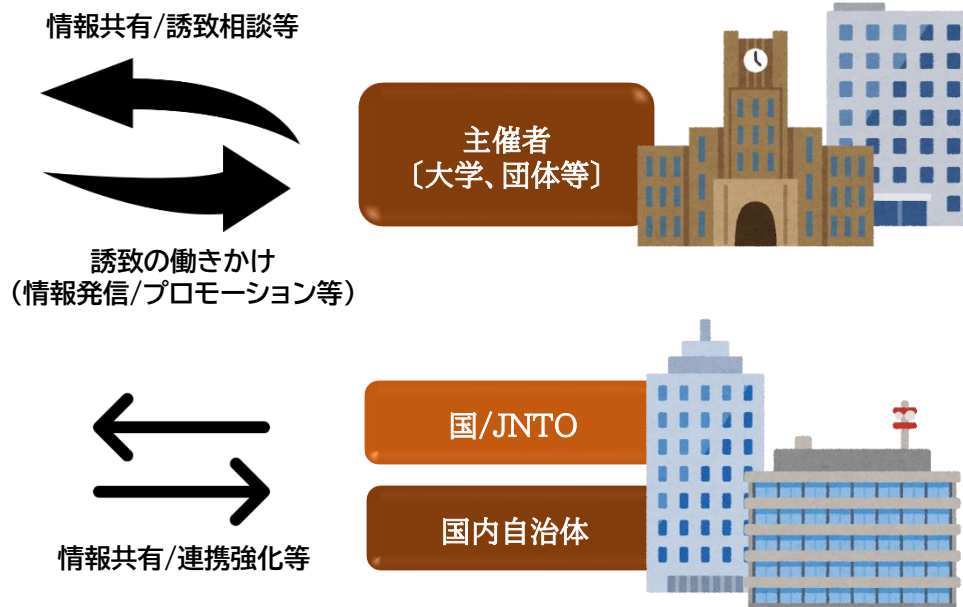 情報共有/誘致相談等
主催者
〔大学、団体等〕
誘致の働きかけ
（情報発信/プロモーション等）
国/JNTO
国内自治体
情報共有/連携強化等